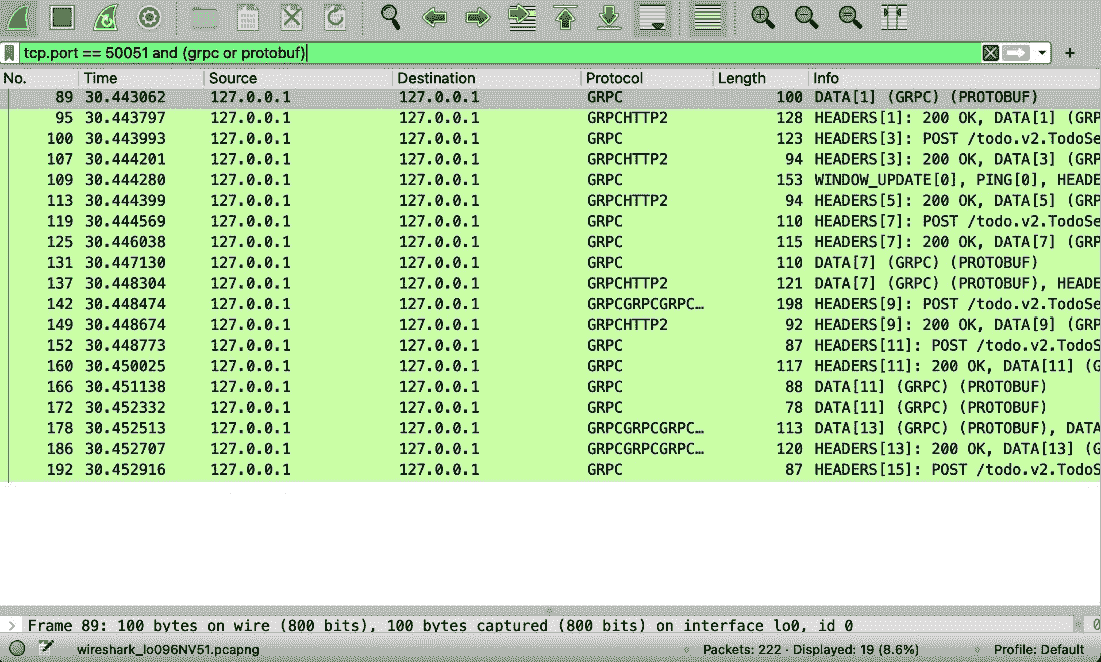 tcp.port == 50051 and (grpc or protobuf)
No. Time Source Destination Protocol Length Info
89 30.443062 127.0.0.1 127.0.0.1 GRPC 100 DATA[1] (GRPC) (PROTOBUF)
95 30.443797 127.0.0.1 127.0.0.1 GRPCHTTP2 128 HEADERS[1]: 200 OK, DATA[1] (GRP
100 30.443993 127.0.0.1 127.0.0.1 GRPC 123 HEADERS[3]: POST /todo.v2.TodoSe
107 30.444201 127.0.0.1 127.0.0.1 GRPCHTTP2 94 HEADERS[3]: 200 OK, DATA[3] (GRP
109 30.444280 127.0.0.1 127.0.0.1 GRPC 153 WINDOW_UPDATE[0], PING[0], HEADE
113 30.444399 127.0.0.1 127.0.0.1 GRPCHTTP2 94 HEADERS[5]: 200 OK, DATA[5] (GRP
119 30.444569 127.0.0.1 127.0.0.1 GRPC 110 HEADERS[7]: POST /todo.v2.TodoSe
125 30.446038 127.0.0.1 127.0.0.1 GRPC 115 HEADERS[7]: 200 OK, DATA[7] (GRP
131 30.447130 127.0.0.1 127.0.0.1 GRPC 110 DATA[7] (GRPC) (PROTOBUF)
137 30.448304 127.0.0.1 127.0.0.1 GRPCHTTP2 121 DATA[7] (GRPC) (PROTOBUF), HEADE
142 30.448474 127.0.0.1 127.0.0.1 GRPCGRPCGRPC… 198 HEADERS[9]: POST /todo.v2.TodoSe
149 30.448674 127.0.0.1 127.0.0.1 GRPCHTTP2 92 HEADERS[9]: 200 OK, DATA[9] (GRP
152 30.448773 127.0.0.1 127.0.0.1 GRPC 87 HEADERS[11]: POST /todo.v2.TodoS
160 30.450025 127.0.0.1 127.0.0.1 GRPC 117 HEADERS[11]: 200 OK, DATA[11] (G
166 30.451138 127.0.0.1 127.0.0.1 GRPC 88 DATA[11] (GRPC) (PROTOBUF)
172 30.452332 127.0.0.1 127.0.0.1 GRPC 78 DATA[11] (GRPC) (PROTOBUF)
178 30.452513 127.0.0.1 127.0.0.1 GRPCGRPCGRPC… 113 DATA[13] (GRPC) (PROTOBUF), DATA
186 30.452707 127.0.0.1 127.0.0.1 GRPCGRPCGRPC… 120 HEADERS[13]: 200 OK, DATA[13] (G
192 30.452916 127.0.0.1 127.0.0.1 GRPC 87 HEADERS[15]: POST /todo.v2.TodoS
Frame 89: 100 bytes on wire (800 bits), 100 bytes captured (800 bits) on interface lo0, id 0
wireshark_lo096NV51.pcapng Packets: 222 · Displayed: 19 (8.6%) Profile: Default